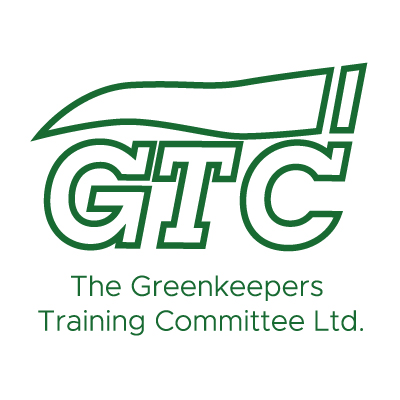 GTC
The Greenkeepers
Training Committee Ltd.